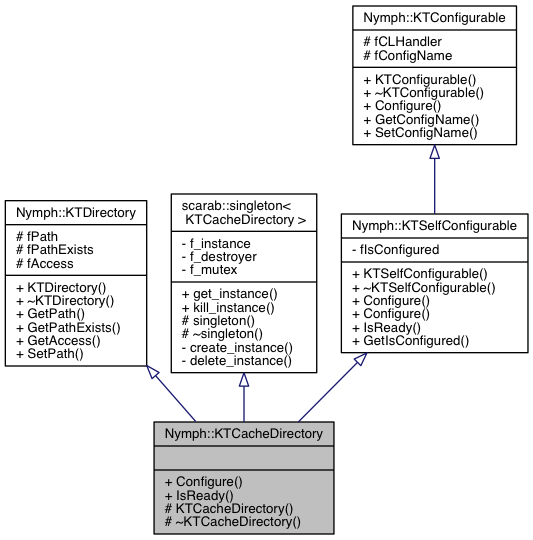 Nymph::KTConfigurable
# fCLHandler
# fConfigName
+ KTConfigurable()
+ ~KTConfigurable()
+ Configure()
+ GetConfigName()
+ SetConfigName()
Nymph::KTDirectory
# fPath
# fPathExists
# fAccess
+ KTDirectory()
+ ~KTDirectory()
+ GetPath()
+ GetPathExists()
+ GetAccess()
+ SetPath()
scarab::singleton<
KTCacheDirectory >
- f_instance
- f_destroyer
- f_mutex
+ get_instance()
+ kill_instance()
# singleton()
# ~singleton()
- create_instance()
- delete_instance()
Nymph::KTSelfConfigurable
- fIsConfigured
+ KTSelfConfigurable()
+ ~KTSelfConfigurable()
+ Configure()
+ Configure()
+ IsReady()
+ GetIsConfigured()
Nymph::KTCacheDirectory
+ Configure()
+ IsReady()
# KTCacheDirectory()
# ~KTCacheDirectory()